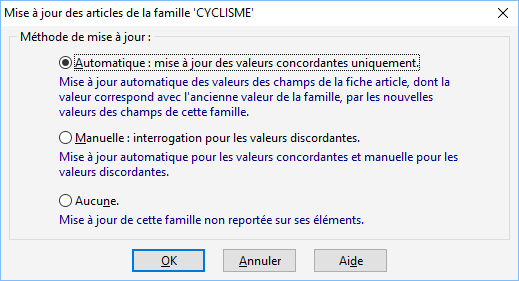 Mise à jour des articles de la famille 'CYCLISME'
Méthode de mise à jour :
Automatique : mise à jour des valeurs concordantes uniquement.
Mise à jour automatique des valeurs des champs de la fiche article, dont la
valeur correspond avec l'ancienne valeur de la famille, par les nouvelles
valeurs des champs de cette famille.
Manuelle : interrogation pour les valeurs discordantes.
Mise à jour automatique pour les valeurs concordantes et manuelle pour les
valeurs discordantes.
Aucune.
Mise à jour de cette famille non reportée sur ses éléments.
OK Annuler Aide